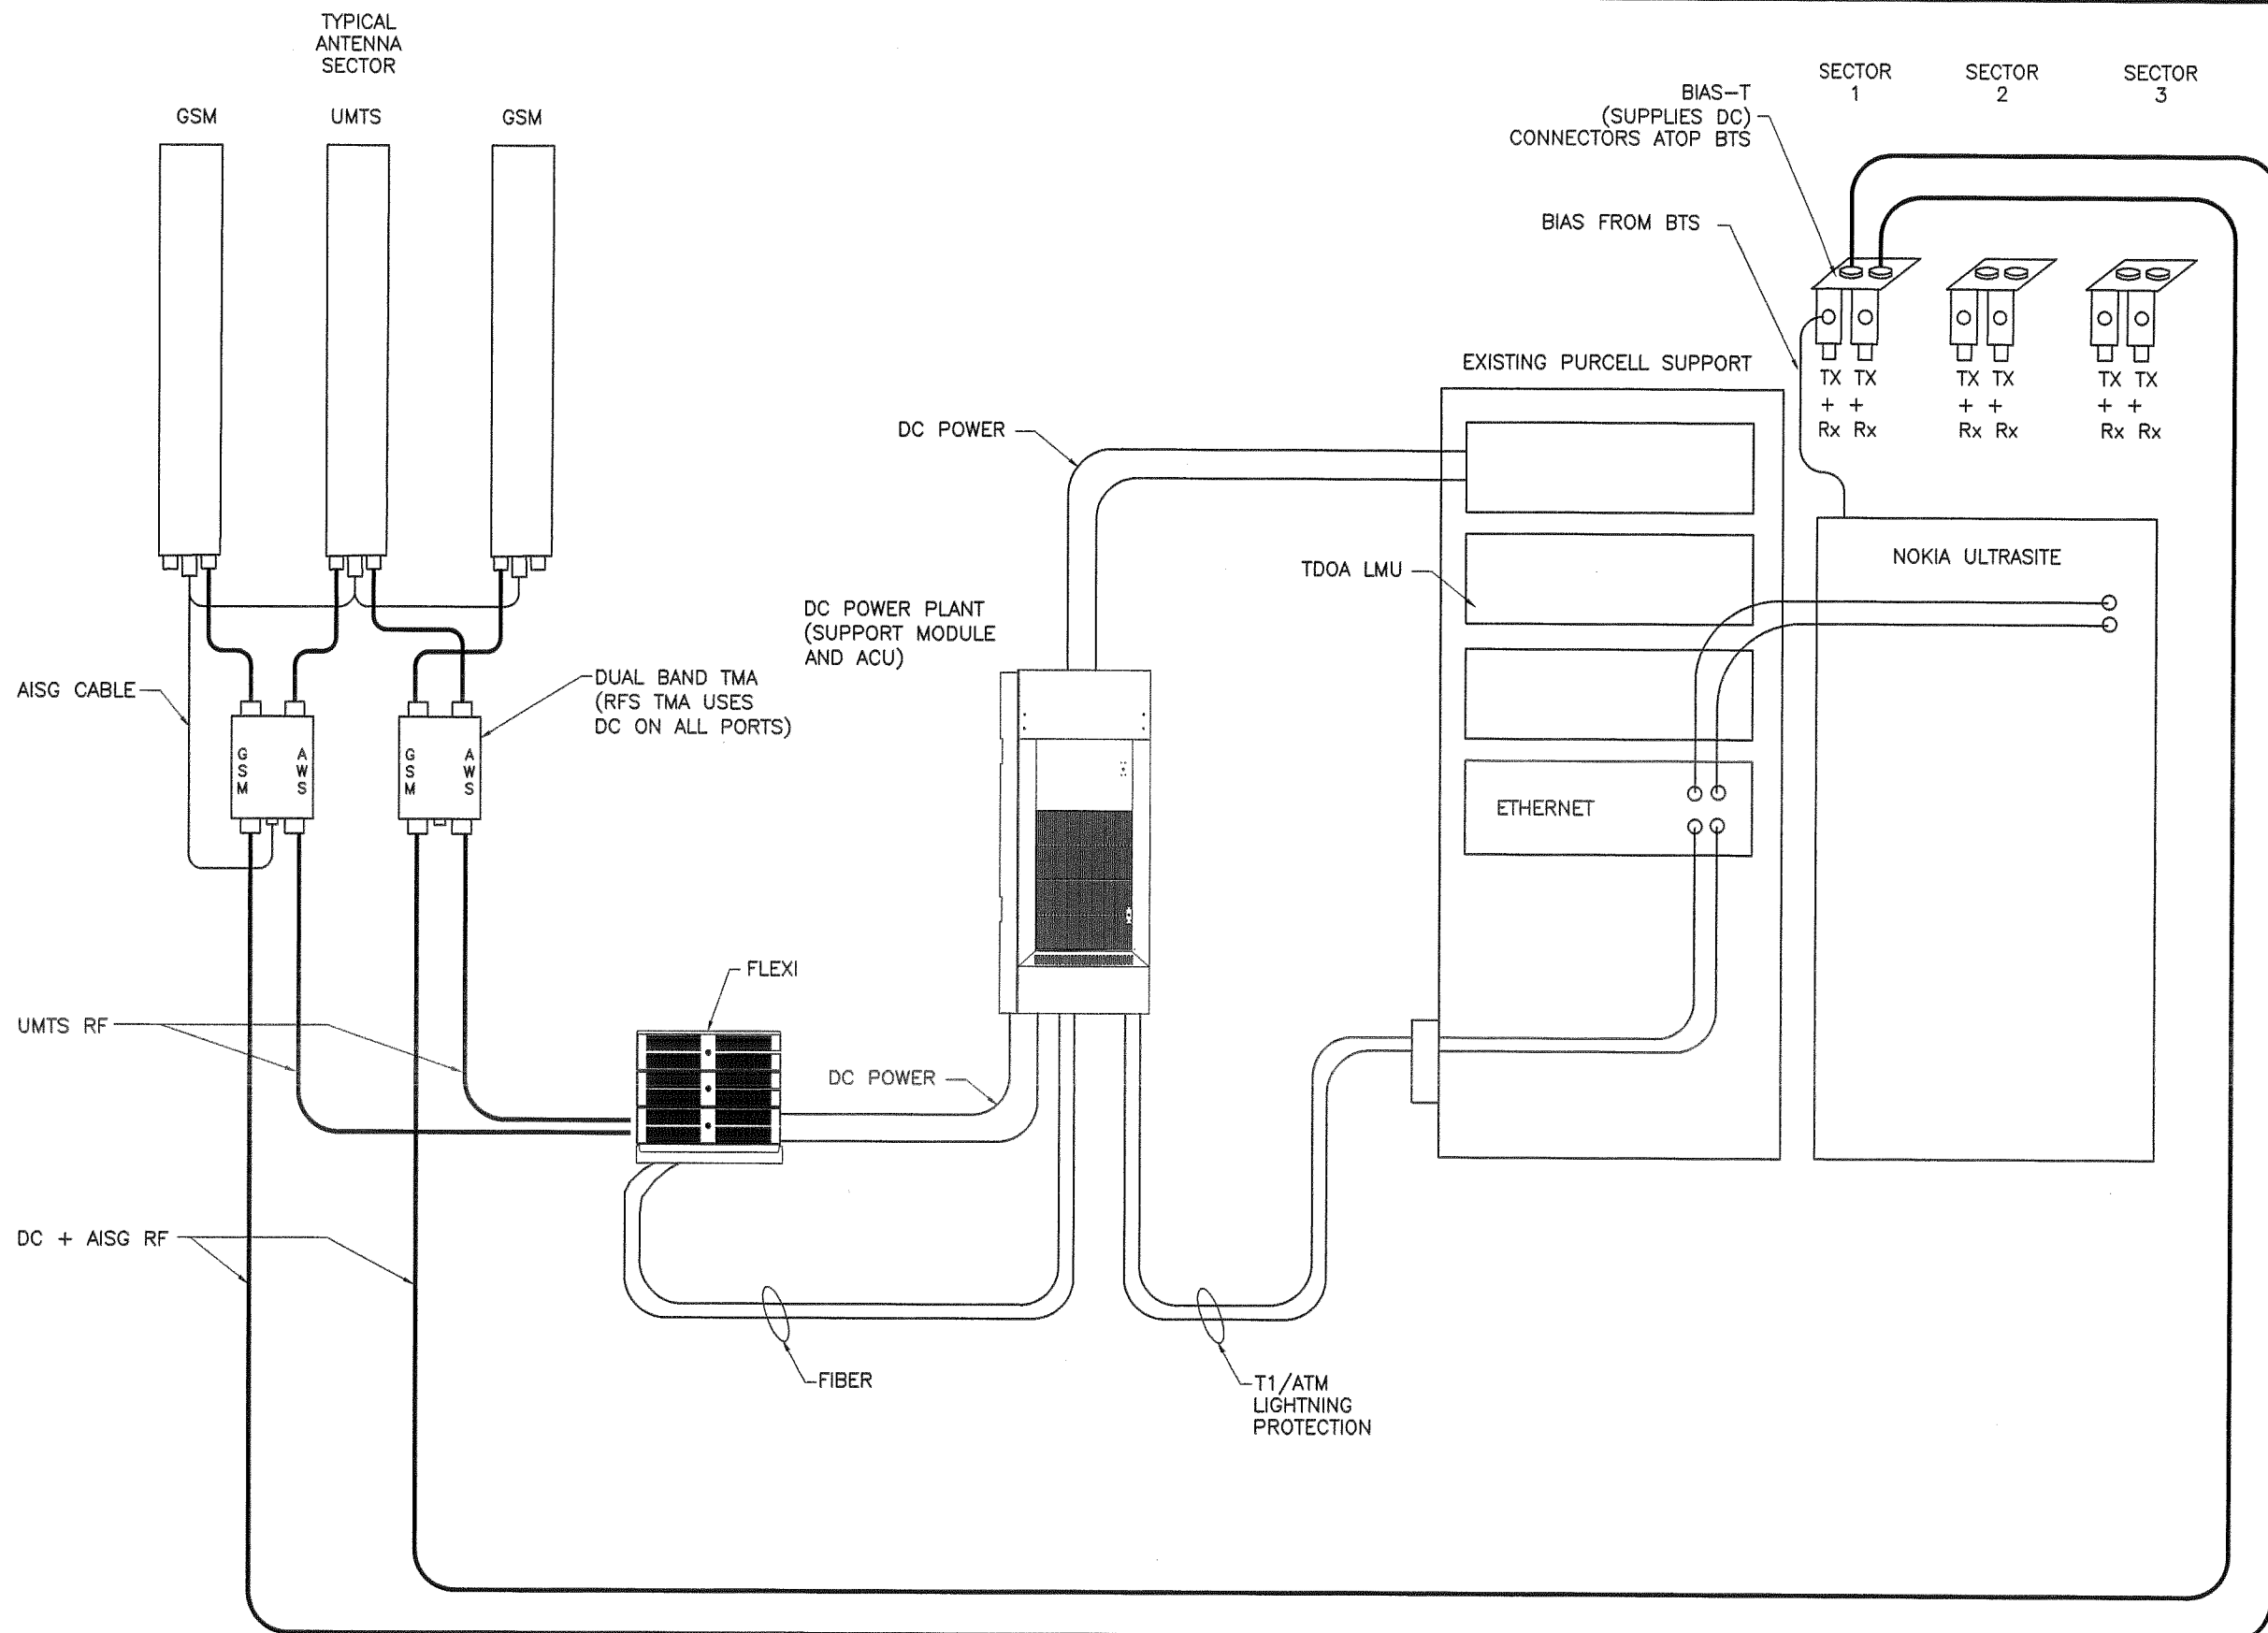 TYPICAL
ANTENNA
SECTOR
GSM
UMTS
GSM
SECTOR
1
SECTOR
2
SECTOR
3
BIAS-T
(SUPPLIES DC)
CONNECTORS ATOP BTS
BIAS FROM BTS
TX TX
+ +
Rx Rx
TX TX
+ +
Rx Rx
TX TX
+ +
Rx Rx
EXISTING PURCELL SUPPORT
DC POWER
TDOA LMU
NOKIA ULTRASITE
DC POWER PLANT
(SUPPORT MODULE
AND ACU)
AISG CABLE
DUAL BAND TMA
(RFS TMA USES
DC ON ALL PORTS)
GSM
AWS
GSM
AWS
ETHERNET
FLEXI
UMTS RF
DC POWER
DC + AISG RF
FIBER
T1/ATM
LIGHTNING
PROTECTION